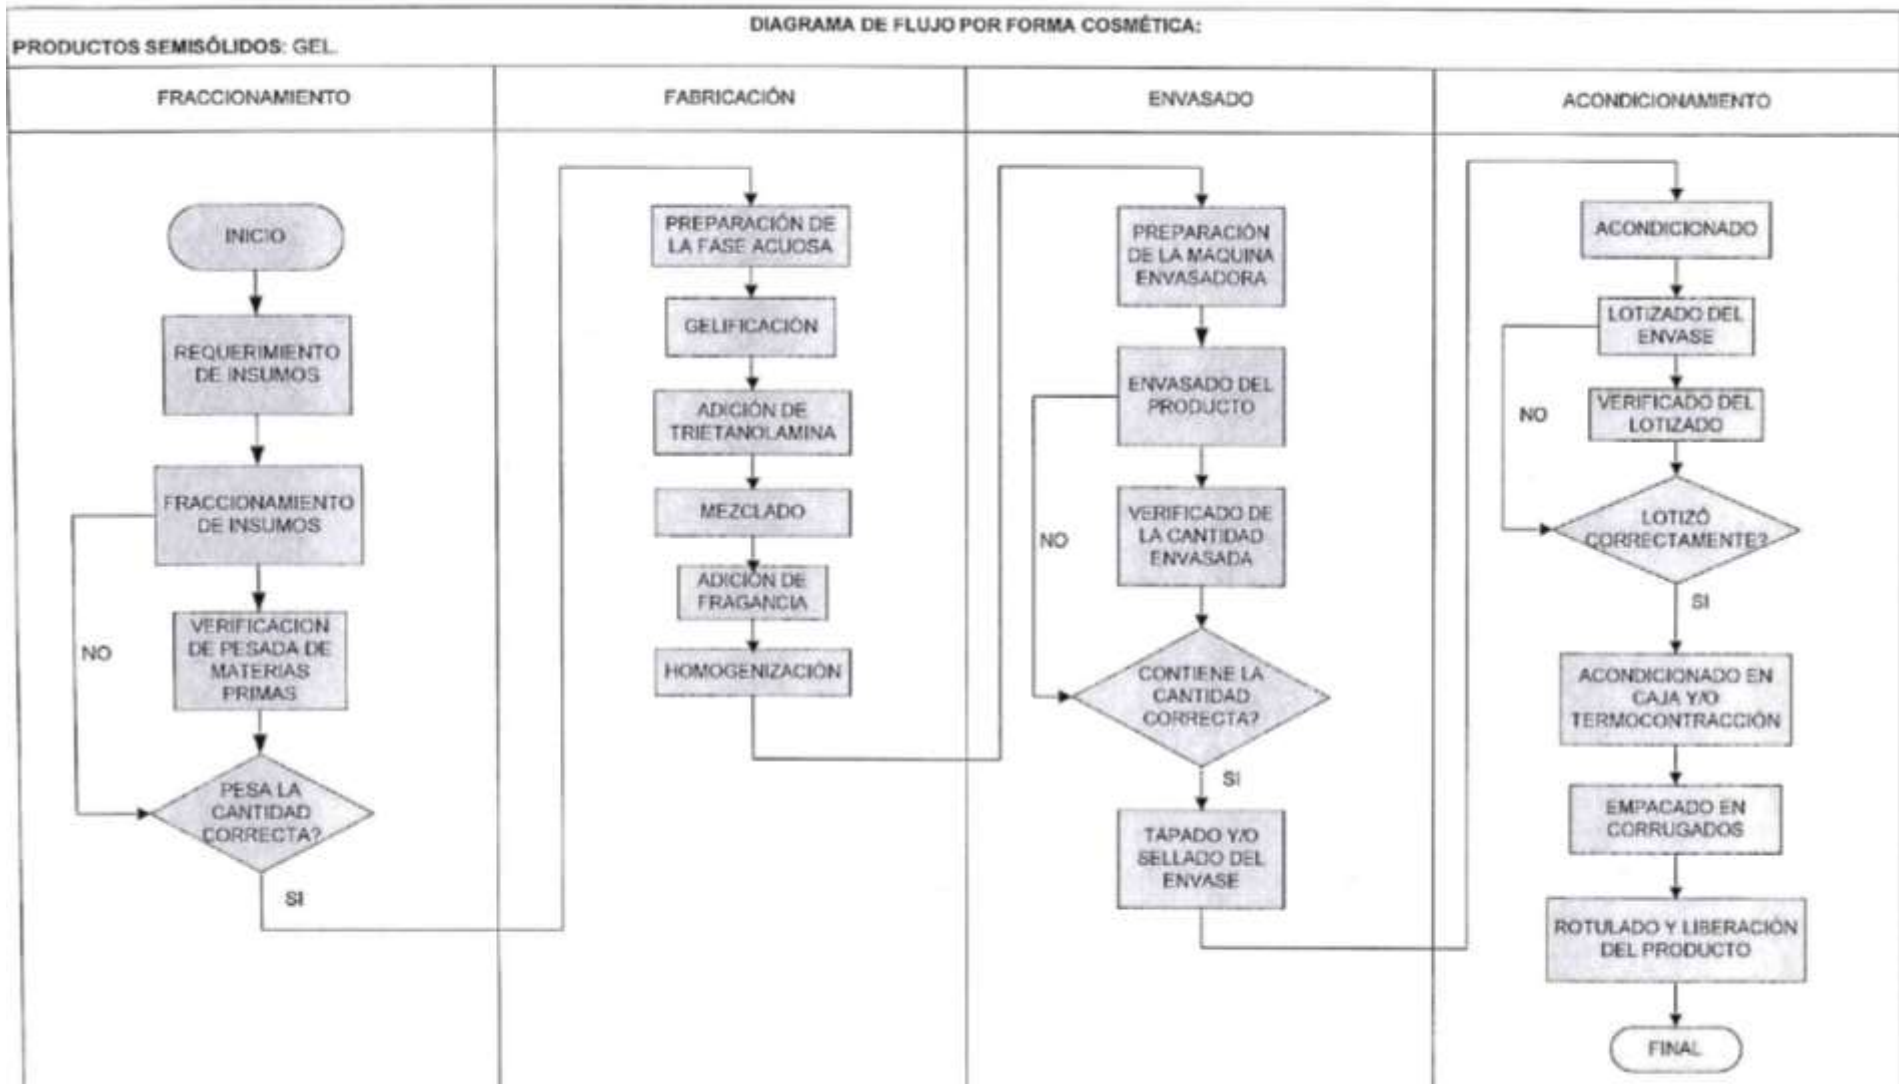 DIAGRAMA DE FLUJO POR FORMA COSMÉTICA:
PRODUCTOS SEMISÓLIDOS: GEL.
FRACCIONAMIENTO
FABRICACIÓN
ENVASADO
ACONDICIONAMIENTO
INICIO
REQUERIMIENTO
DE INSUMOS
FRACCIONAMIENTO
DE INSUMOS
NO
VERIFICACION
DE PESADA DE
MATERIAS
PRIMAS
PESA LA
CANTIDAD
CORRECTA?
SI
PREPARACIÓN DE
LA FASE ACUOSA
GELIFICACIÓN
ADICIÓN DE
TRIETANOLAMINA
MEZCLADO
ADICIÓN DE
FRAGANCIA
HOMOGENIZACIÓN
PREPARACIÓN
DE LA MAQUINA
ENVASADORA
ENVASADO DEL
PRODUCTO
NO
VERIFICADO DE
LA CANTIDAD
ENVASADA
CONTIENE LA
CANTIDAD
CORRECTA?
SI
TAPADO Y/O
SELLADO DEL
ENVASE
ACONDICIONADO
LOTIZADO DEL
ENVASE
NO
VERIFICADO DEL
LOTIZADO
LOTIZÓ
CORRECTAMENTE?
SI
ACONDICIONADO EN
CAJA Y/O
TERMOCONTRACCIÓN
EMPACADO EN
CORRUGADOS
ROTULADO Y LIBERACIÓN
DEL PRODUCTO
FINAL